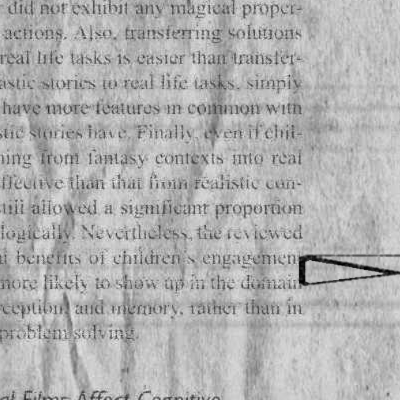 did not exhibit any magical proper-
actions. Also, transferring solutions
real life tasks is easier than transfer-
astic stories to real life tasks, simply
have more features in common with
stic stories have. Finally, even if chil-
ning from fantasy contexts into real
ffective than that from realistic con-
still allowed a significant proportion
logically. Nevertheless, the reviewed
benefits of children's engagement
more likely to show up in the domain
rception, and memory, rather than in
problem solving.
al Films Affect Cognitive